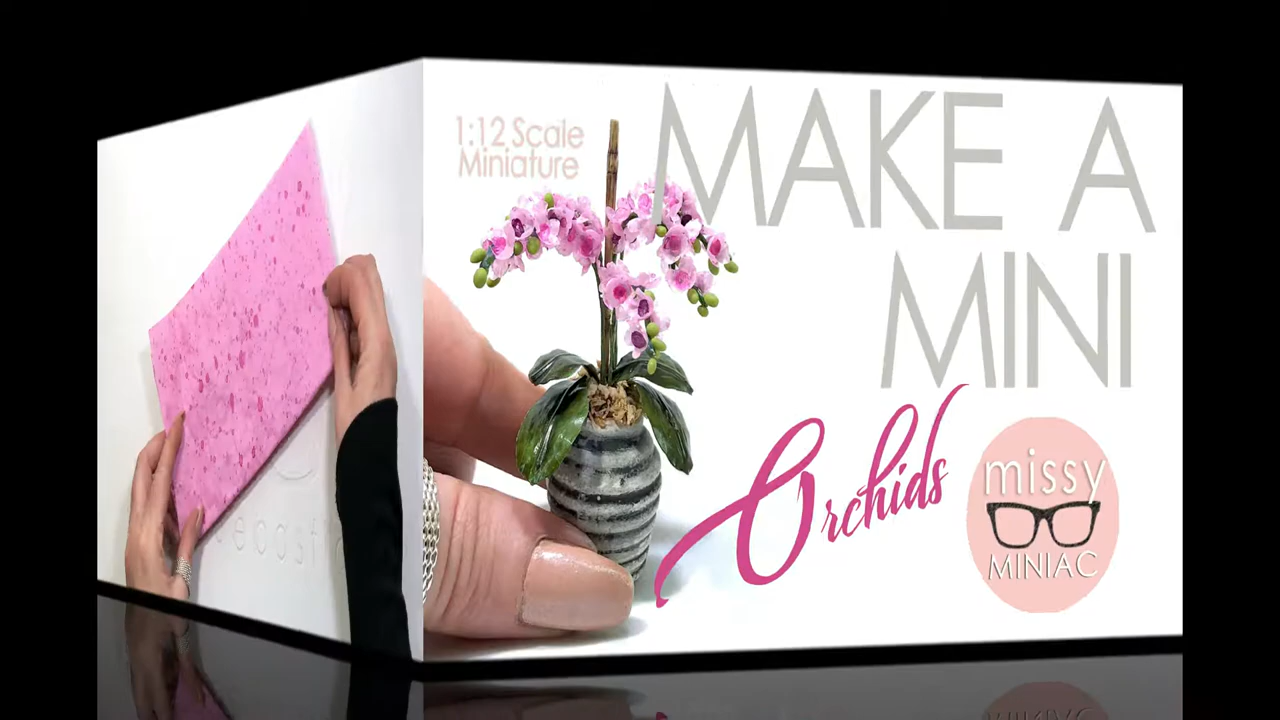 1:12 Scale
Miniature
MAKE A
MINI
Orchids
missy
MINIAC